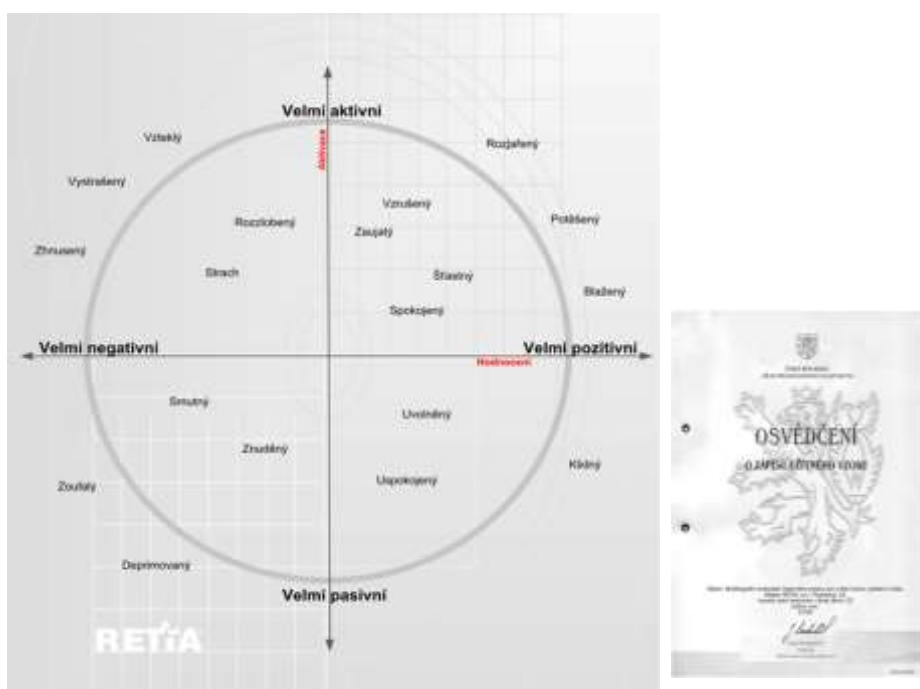 Velmi aktivní
Aktivace
Vzteklý
Rozjařený
Vystrašený
Vzrušený
Rozzlobený
Zaujatý
Potěšený
Zhnusený
Strach
Šťastný
Blažený
Spokojený
Velmi negativní
Velmi pozitivní
Hodnocení
Smutný
Uvolněný
Znuděný
Klidný
Zoufalý
Uspokojený
Deprimovaný
Velmi pasivní
RETIA
OSVĚDČENÍ
O ZÁPISU UŽITNÉHO VZORU